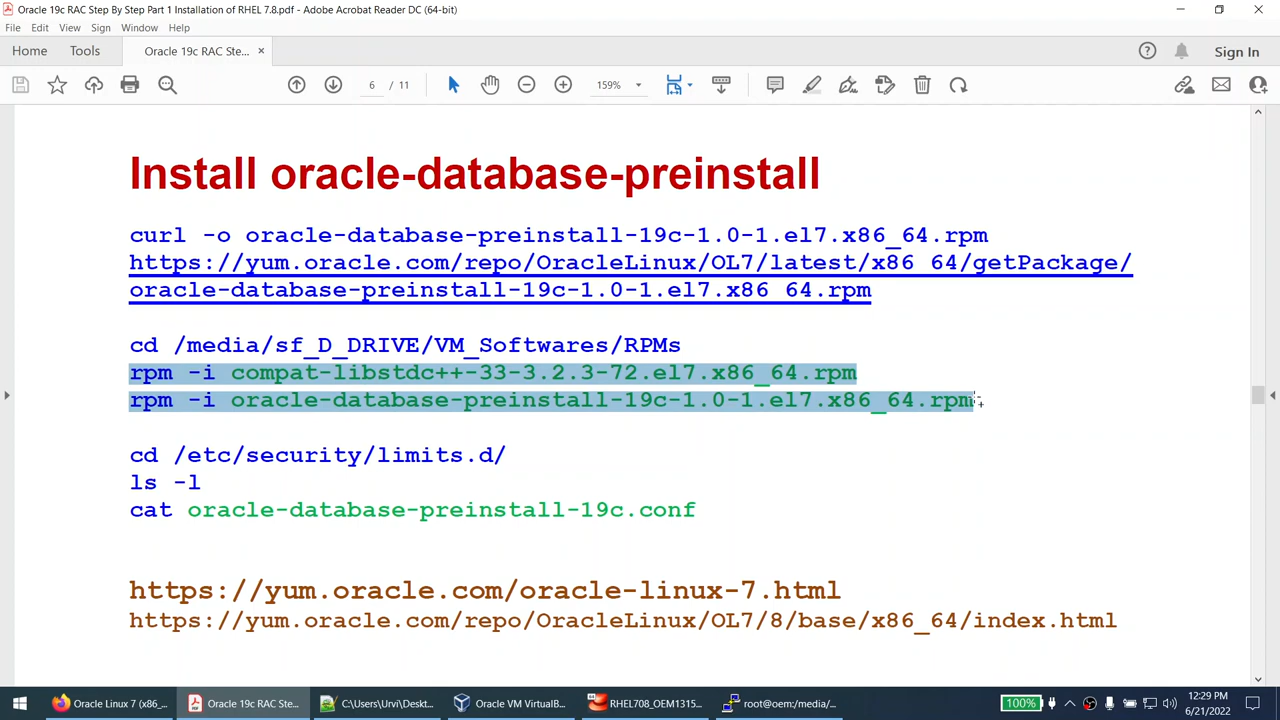 Oracle 19c RAC Step By Step Part 1 Installation of RHEL 7.8.pdf - Adobe Acrobat Reader DC (64-bit)
File Edit View Sign Window Help
Home Tools Oracle 19c RAC Ste... × Sign In
6 / 11 159%
Install oracle-database-preinstall
curl -o oracle-database-preinstall-19c-1.0-1.el7.x86_64.rpm
https://yum.oracle.com/repo/OracleLinux/OL7/latest/x86_64/getPackage/
oracle-database-preinstall-19c-1.0-1.el7.x86_64.rpm
cd /media/sf_D_DRIVE/VM_Softwares/RPMs
rpm -i compat-libstdc++-33-3.2.3-72.el7.x86_64.rpm
rpm -i oracle-database-preinstall-19c-1.0-1.el7.x86_64.rpm
cd /etc/security/limits.d/
ls -l
cat oracle-database-preinstall-19c.conf
https://yum.oracle.com/oracle-linux-7.html
https://yum.oracle.com/repo/OracleLinux/OL7/8/base/x86_64/index.html
Oracle Linux 7 (x86_... Oracle 19c RAC Ste... C:\Users\Urvi\Deskt... Oracle VM VirtualB... RHEL708_OEM1315... root@oem:/media/... 100% 12:29 PM
6/21/2022